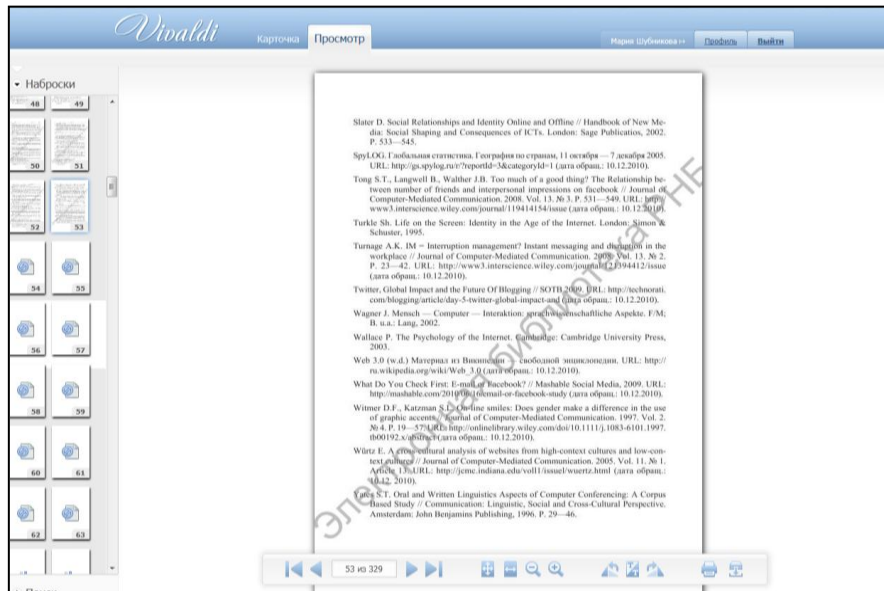 Vivaldi
Карточка
Просмотр
Мария Шубникова
Профиль
Выйти
Наброски
48 49
50 51
52 53
54 55
56 57
58 59
60 61
62 63
Slater D. Social Relationships and Identity Online and Offline // Handbook of New Me-
dia: Social Shaping and Consequences of ICTs. London: Sage Publication, 2002.
P. 533—545.
SpyLOG. Глобальная статистика. География по странам, 11 октября — 7 декабря 2005.
URL: http://gs.spylog.ru/r?reportId=3&categoryId=1 (дата обращ.: 10.12.2010).
Tong S.T., Langwell B., Walther J.B. Too much of a good thing? The Relationship be-
tween number of friends and interpersonal impressions on facebook // Journal of
Computer-Mediated Communication. 2008. Vol. 13. № 3. P. 531—549. URL: http://
www3.interscience.wiley.com/journal/119414154/issue (дата обращ.: 10.12.2010).
Turkle Sh. Life on the Screen: Identity in the Age of the Internet. London: Simon &
Schuster, 1995.
Turnage A.K. IM = Interruption management? Instant messaging and disruption in the
workplace // Journal of Computer-Mediated Communication. 2008. Vol. 13. № 2.
P. 23—42. URL: http://www3.interscience.wiley.com/journal/121394412/issue
(дата обращ.: 10.12.2010).
Twitter, Global Impact and the Future Of Blogging // SOTB 2009. URL: http://technorati.
com/blogging/article/day-5-twitter-global-impact-and (дата обращ.: 10.12.2010).
Wagner J. Mensch — Computer — Interaktion: sprachwissenschaftliche Aspekte. F/M;
B. u.a.: Lang, 2002.
Wallace P. The Psychology of the Internet. Cambridge: Cambridge University Press,
2003.
Web 3.0 (w.d.) Материал из Википедии — свободной энциклопедии. URL: http://
ru.wikipedia.org/wiki/Web_3.0 (дата обращ.: 10.12.2010).
What Do You Check First: E-mail or Facebook? // Mashable Social Media, 2009. URL:
(дата обращ.: 10.12.2010).
Witmer D.F., Katzman S.L. On-line smiles: Does gender make a difference in the use
of graphic accents // Journal of Computer-Mediated Communication. 1997. Vol. 2.
№ 4. P. 19—57. URL: http://onlinelibrary.wiley.com/doi/10.1111/j.1083-6101.1997.
tb00192.x/abstract (дата обращ.: 10.12.2010).
Würtz E. A cross-cultural analysis of websites from high-context cultures and low-con-
text cultures // Journal of Computer-Mediated Communication. 2005. Vol. 11. № 1.
Article 13. URL: http://jcmc.indiana.edu/vol11/issue1/wuertz.html (дата обращ.:
10.12. 2010).
Yates S.T. Oral and Written Linguistics Aspects of Computer Conferencing: A Corpus
Based Study // Communication: Linguistic, Social and Cross-Cultural Perspective.
Amsterdam: John Benjamins Publishing, 1996. P. 29—46.
Электронная библиотека РНБ
53 из 329